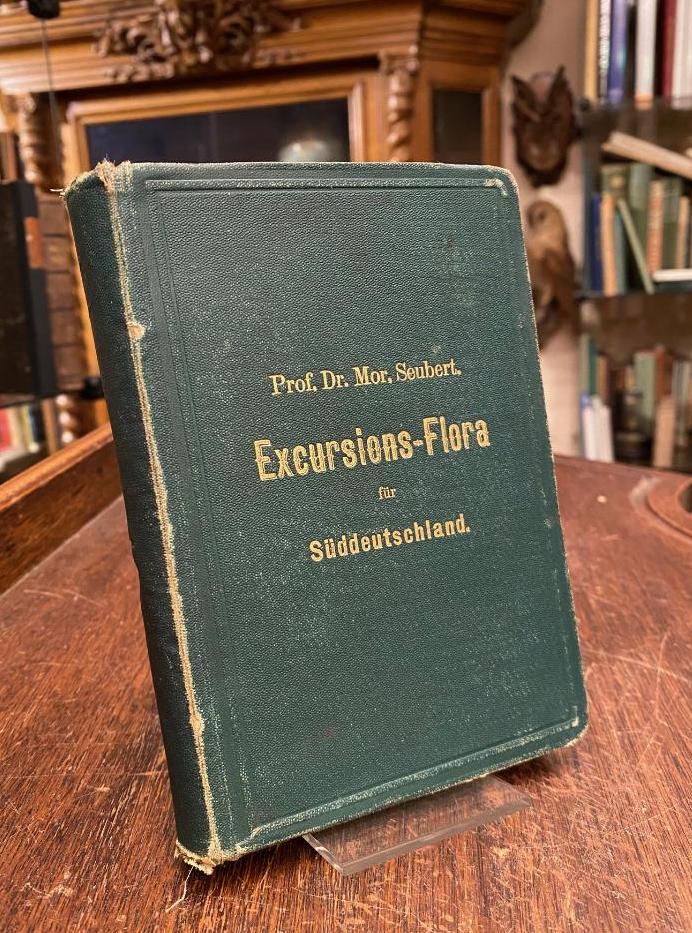 Prof. Dr. Mor. Seubert.
Excursions-Flora
für
Süddeutschland.